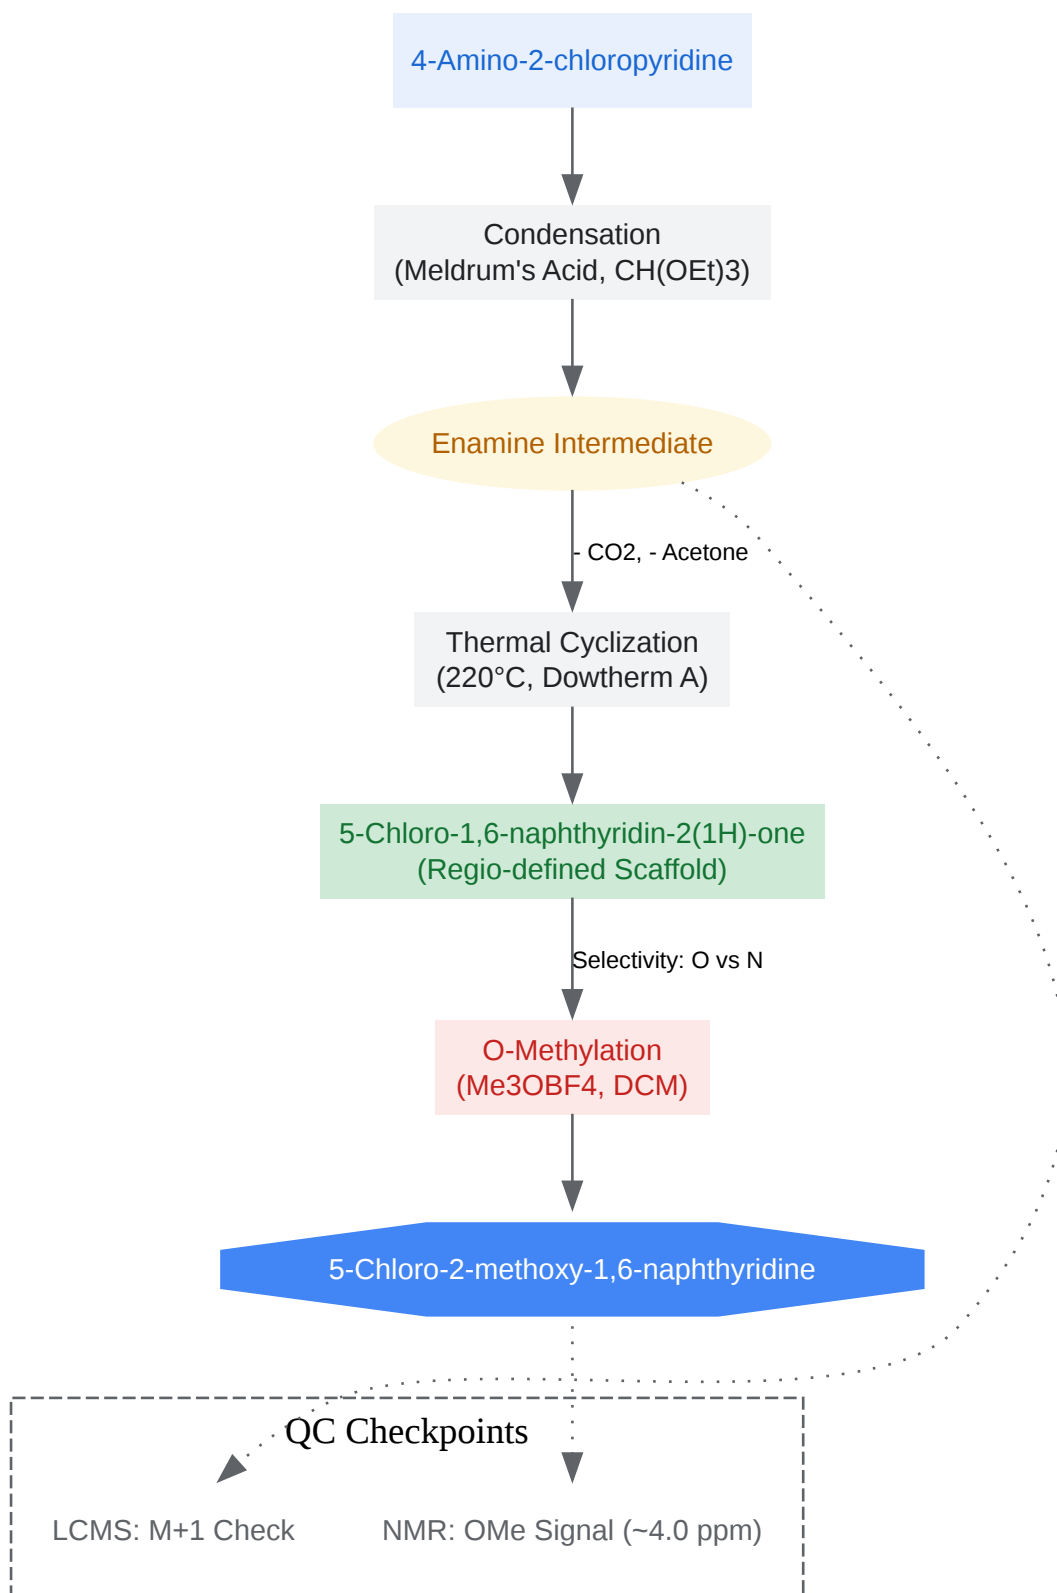 4-Amino-2-chloropyridine
Condensation
(Meldrum's Acid, CH(OEt)3)
Enamine Intermediate
- CO2, - Acetone
Thermal Cyclization
(220°C, Dowtherm A)
5-Chloro-1,6-naphthyridin-2(1H)-one
(Regio-defined Scaffold)
Selectivity: O vs N
O-Methylation
(Me3OBF4, DCM)
5-Chloro-2-methoxy-1,6-naphthyridine
QC Checkpoints
LCMS: M+1 Check
NMR: OMe Signal (~4.0 ppm)